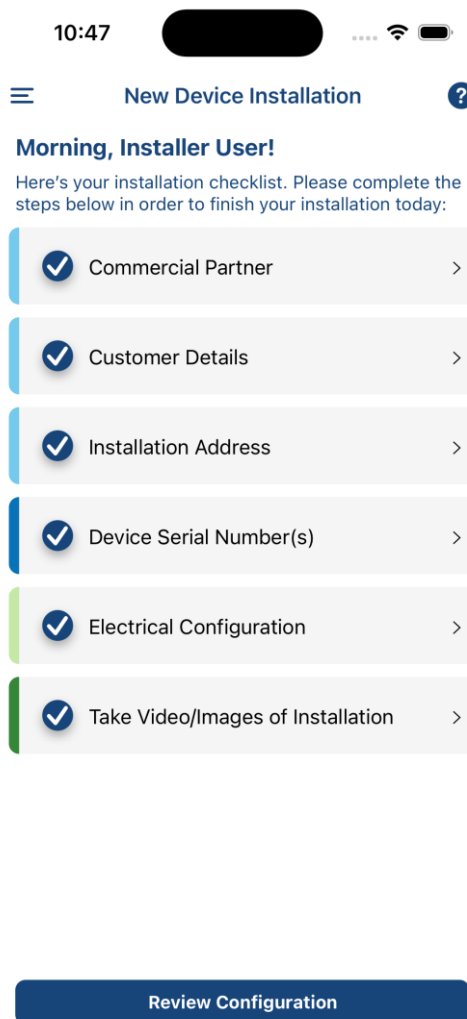 10:47
New Device Installation
?
Morning, Installer User!
Here's your installation checklist. Please complete the
steps below in order to finish your installation today:
Commercial Partner
Customer Details
Installation Address
Device Serial Number(s)
Electrical Configuration
Take Video/Images of Installation
Review Configuration